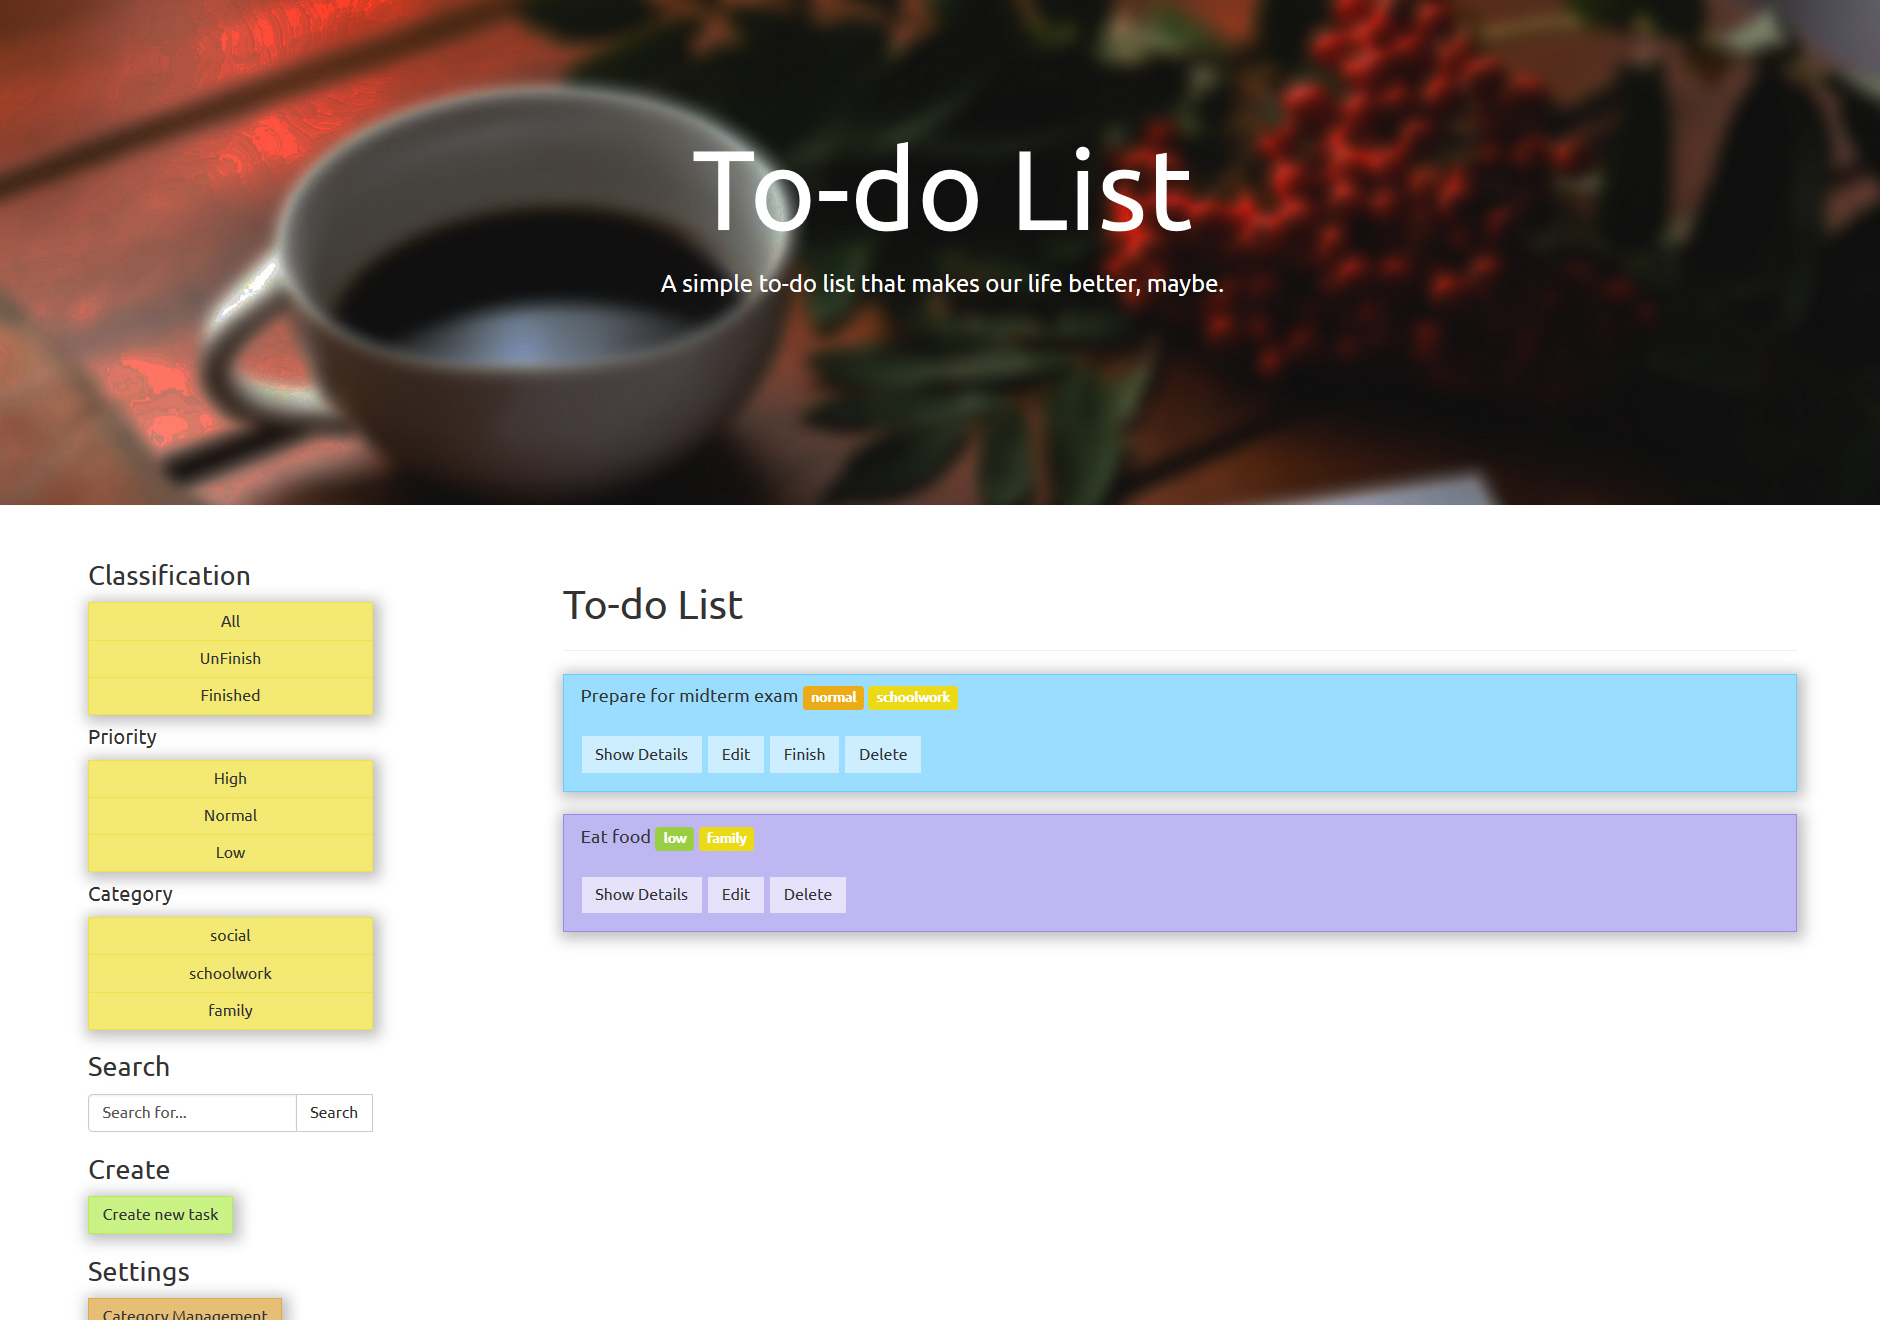 To-do List
A simple to-do list that makes our life better, maybe.
Classification
All
UnFinish
Finished
Priority
High
Normal
Low
Category
social
schoolwork
family
Search
Search for...
Search
Create
Create new task
Settings
Category Management
To-do List
Prepare for midterm exam normal schoolwork
Show Details Edit Finish Delete
Eat food low family
Show Details Edit Delete